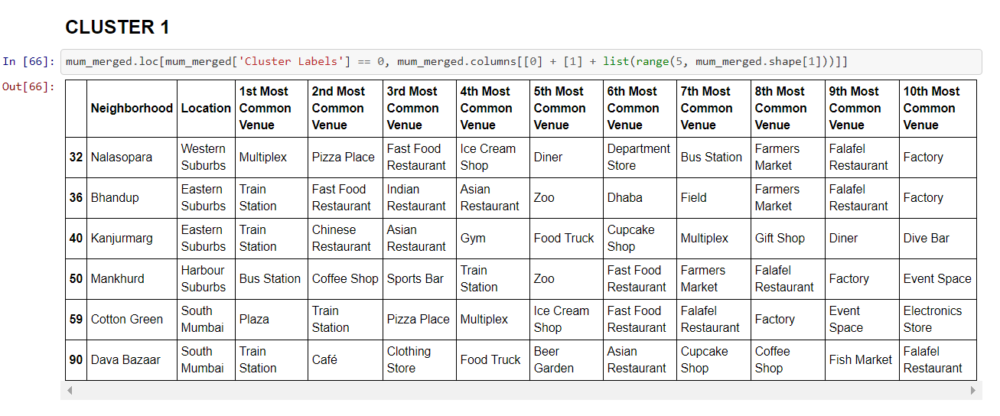 CLUSTER 1
In [66]: mum_merged.loc[mum_merged['Cluster Labels'] == 0, mum_merged.columns[[0] + [1] + list(range(5, mum_merged.shape[1]))]]
Out[66]:
Neighborhood Location 1st Most Common Venue 2nd Most Common Venue 3rd Most Common Venue 4th Most Common Venue 5th Most Common Venue 6th Most Common Venue 7th Most Common Venue 8th Most Common Venue 9th Most Common Venue 10th Most Common Venue
32 Nalasopara Western Suburbs Multiplex Pizza Place Fast Food Restaurant Ice Cream Shop Diner Department Store Bus Station Farmers Market Falafel Restaurant Factory
36 Bhandup Eastern Suburbs Train Station Fast Food Restaurant Indian Restaurant Asian Restaurant Zoo Dhaba Field Farmers Market Falafel Restaurant Factory
40 Kanjurmarg Eastern Suburbs Train Station Chinese Restaurant Asian Restaurant Gym Food Truck Cupcake Shop Multiplex Gift Shop Diner Dive Bar
50 Mankhurd Harbour Suburbs Bus Station Coffee Shop Sports Bar Train Station Zoo Fast Food Restaurant Farmers Market Falafel Restaurant Factory Event Space
59 Cotton Green South Mumbai Plaza Train Station Pizza Place Multiplex Ice Cream Shop Fast Food Restaurant Falafel Restaurant Factory Event Space Electronics Store
90 Dava Bazaar South Mumbai Train Station Café Clothing Store Food Truck Beer Garden Asian Restaurant Cupcake Shop Coffee Shop Fish Market Falafel Restaurant